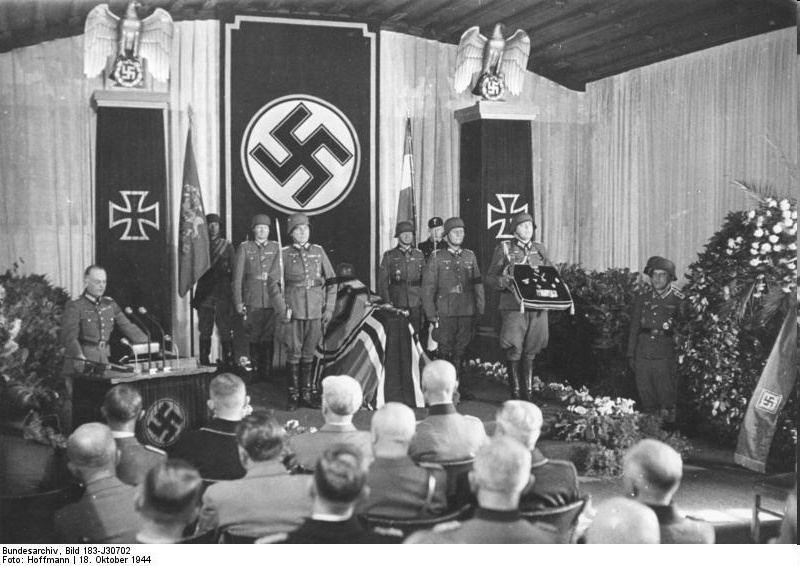 Bundesarchiv, Bild 183-J30702
Foto: Hoffmann | 18. Oktober 1944